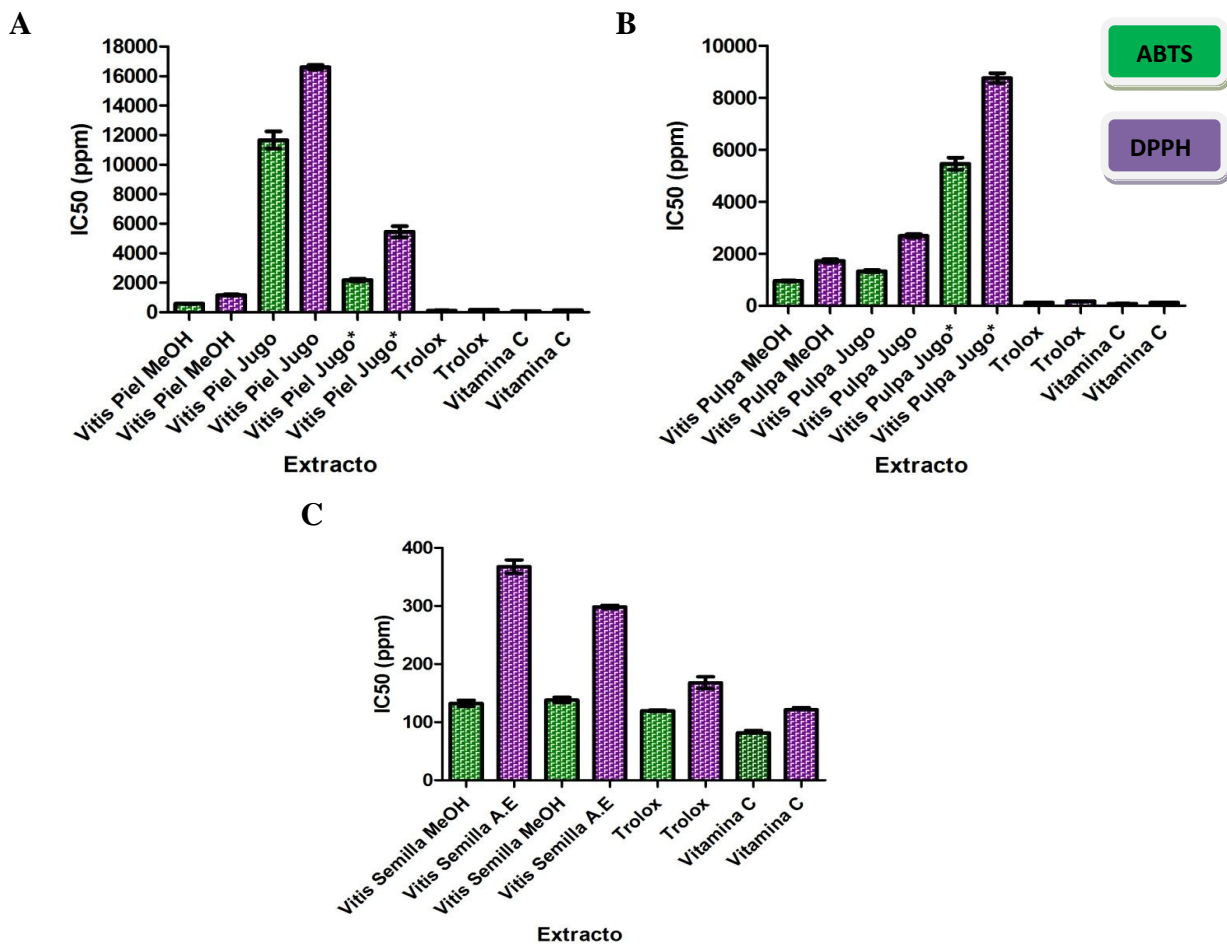 A
18000
16000
14000
12000
10000
8000
6000
4000
2000
0
IC50 (ppm)
Vitis Piel MeOH
Vitis Piel MeOH
Vitis Piel Jugo
Vitis Piel Jugo
Vitis Piel Jugo*
Vitis Piel Jugo*
Trolox
Trolox
Vitamina C
Vitamina C
Extracto
B
10000
8000
6000
4000
2000
0
IC50 (ppm)
Vitis Pulpa MeOH
Vitis Pulpa MeOH
Vitis Pulpa Jugo
Vitis Pulpa Jugo
Vitis Pulpa Jugo*
Vitis Pulpa Jugo*
Trolox
Trolox
Vitamina C
Vitamina C
Extracto
ABTS
DPPH
C
400
300
200
100
0
IC50 (ppm)
Vitis Semilla MeOH
Vitis Semilla A.E
Vitis Semilla MeOH
Vitis Semilla A.E
Trolox
Trolox
Vitamina C
Vitamina C
Extracto